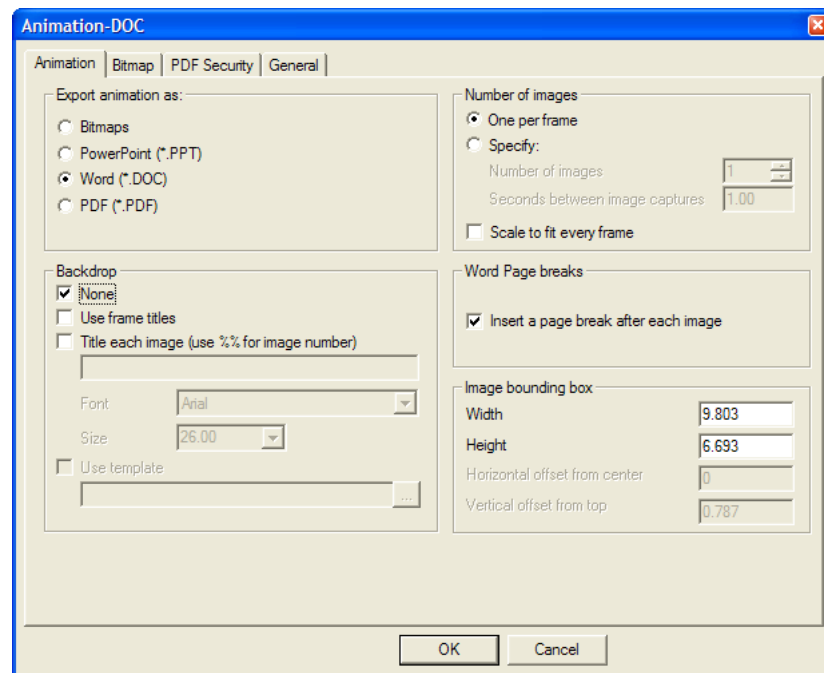 Animation-DOC
Animation Bitmap PDF Security General
Export animation as:
Bitmaps
PowerPoint (*.PPT)
Word (*.DOC)
PDF (*.PDF)
Number of images
One per frame
Specify:
Number of images 1
Seconds between image captures 1.00
Scale to fit every frame
Backdrop
None
Use frame titles
Title each image (use %% for image number)
Font Arial
Size 26.00
Use template
...
Word Page breaks
Insert a page break after each image
Image bounding box
Width 9.803
Height 6.693
Horizontal offset from center 0
Vertical offset from top 0.787
OK Cancel